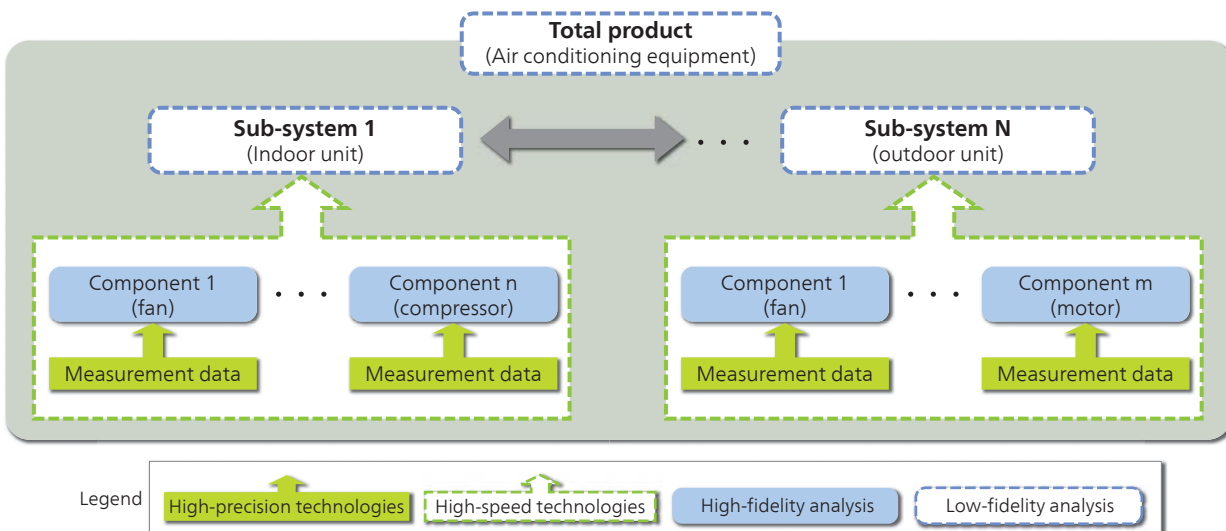 Total product
(Air conditioning equipment)
Sub-system 1
(Indoor unit)
. . .
Sub-system N
(outdoor unit)
Component 1
(fan)
. . .
Component n
(compressor)
Component 1
(fan)
. . .
Component m
(motor)
Measurement data
Measurement data
Measurement data
Measurement data
Legend
High-precision technologies
High-speed technologies
High-fidelity analysis
Low-fidelity analysis